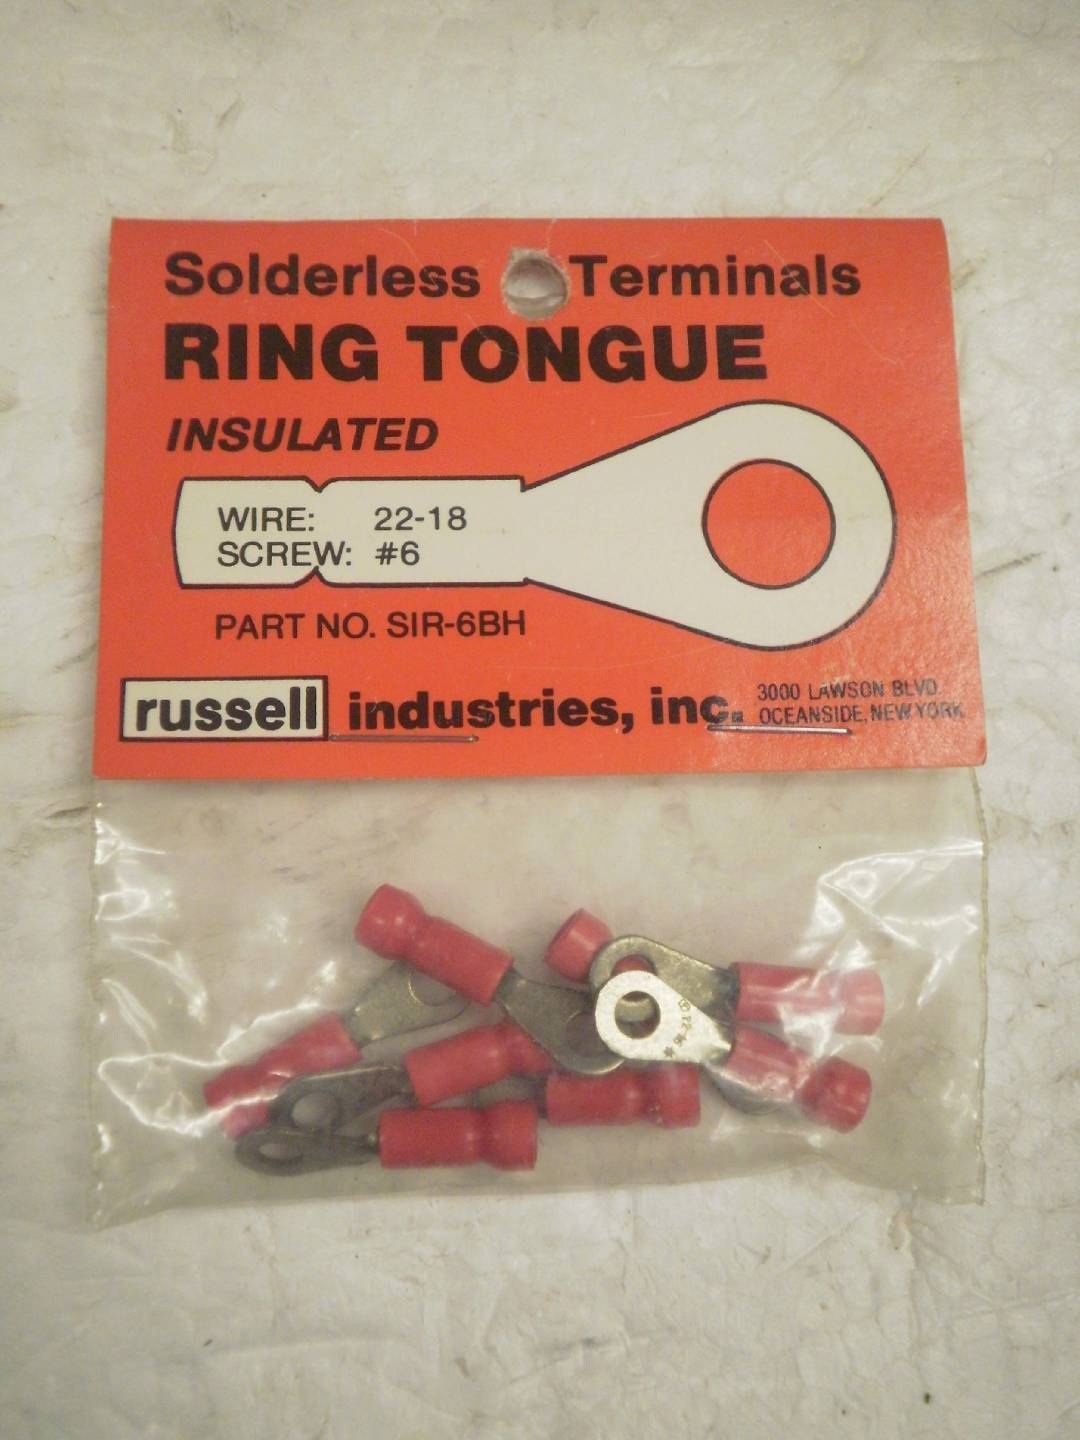 Solderless Terminals
RING TONGUE
INSULATED
WIRE: 22-18
SCREW: #6
PART NO. SIR-6BH
russell industries, inc.
3000 LAWSON BLVD.
OCEANSIDE, NEW YORK